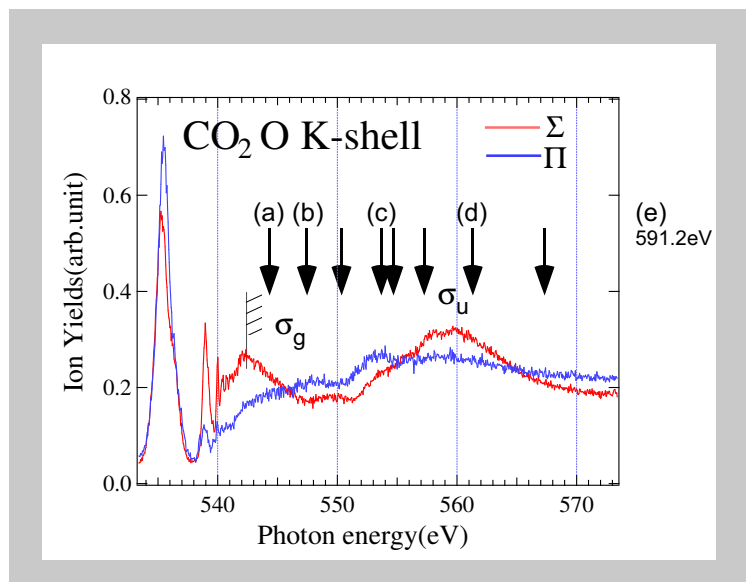 0.8
CO2 O K-shell
Σ
Π
0.6
(a) (b) (c) (d) (e)
591.2eV
0.4
σu
σg
0.2
0.0
540 550 560 570
Photon energy(eV)
Ion Yields(arb.unit)